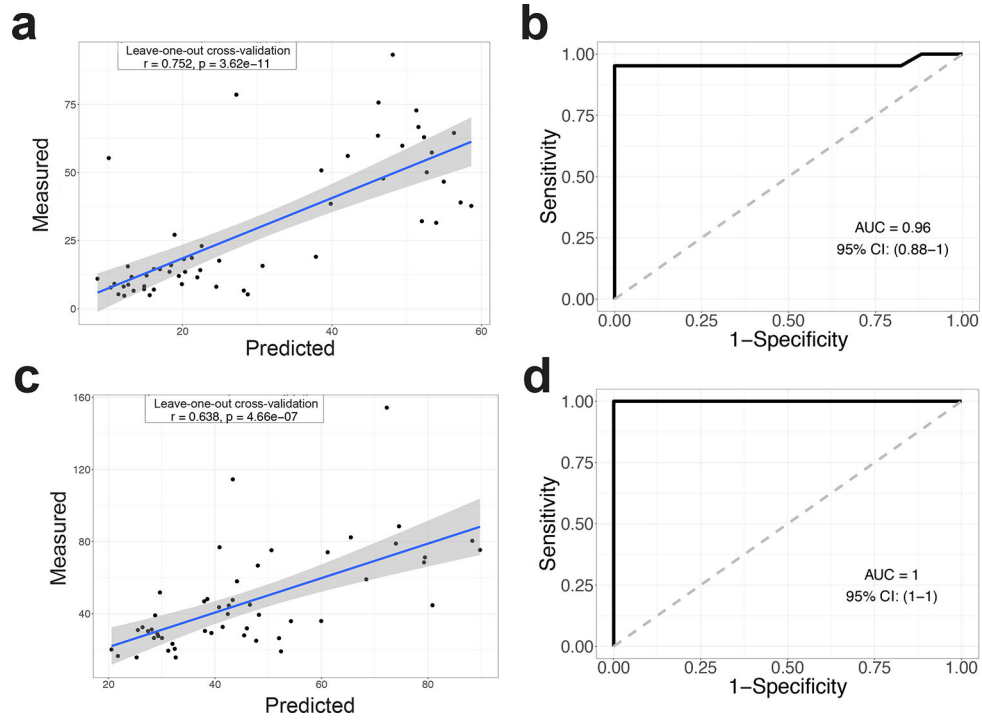 a
Leave-one-out cross-validation
r = 0.752, p = 3.62e−11
Measured
75
50
25
0
20
40
60
Predicted
b
Sensitivity
1.00
0.75
0.50
0.25
0.00
AUC = 0.96
95% CI: (0.88−1)
0.00
0.25
0.50
0.75
1.00
1−Specificity
c
Leave-one-out cross-validation
r = 0.638, p = 4.66e−07
Measured
160
120
80
40
20
40
60
80
Predicted
d
Sensitivity
1.00
0.75
0.50
0.25
0.00
AUC = 1
95% CI: (1−1)
0.00
0.25
0.50
0.75
1.00
1−Specificity